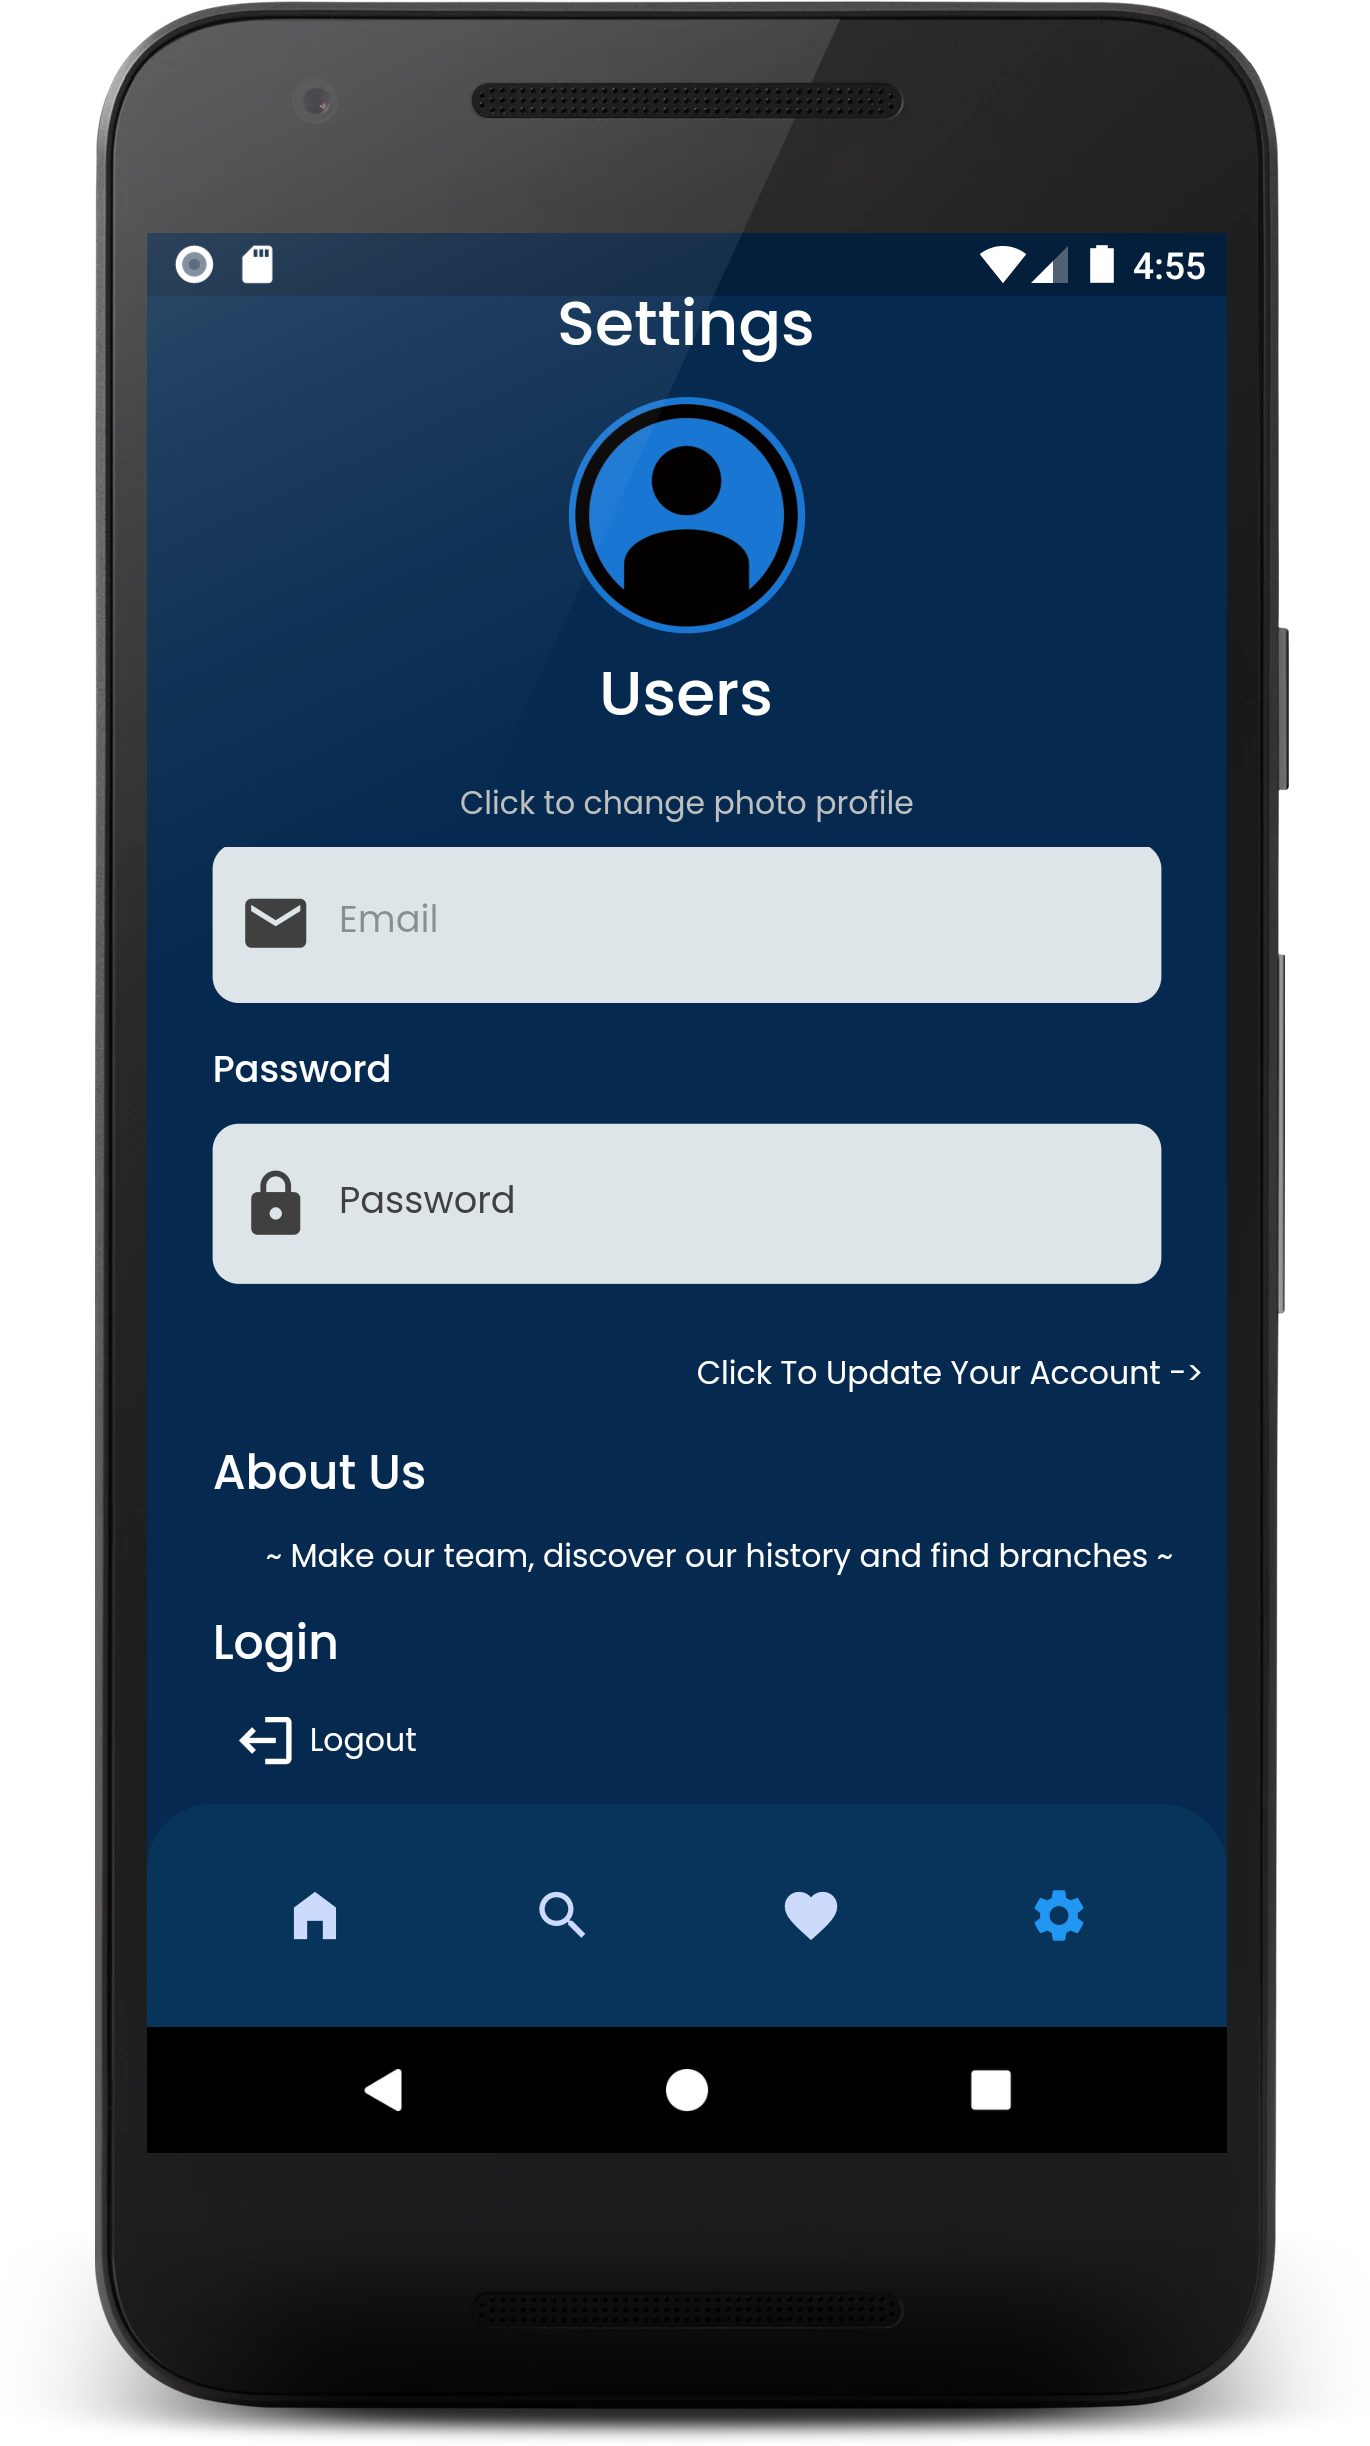 4:55
Settings
Users
Click to change photo profile
Email
Password
Password
Click To Update Your Account ->
About Us
~ Make our team, discover our history and find branches ~
Login
Logout